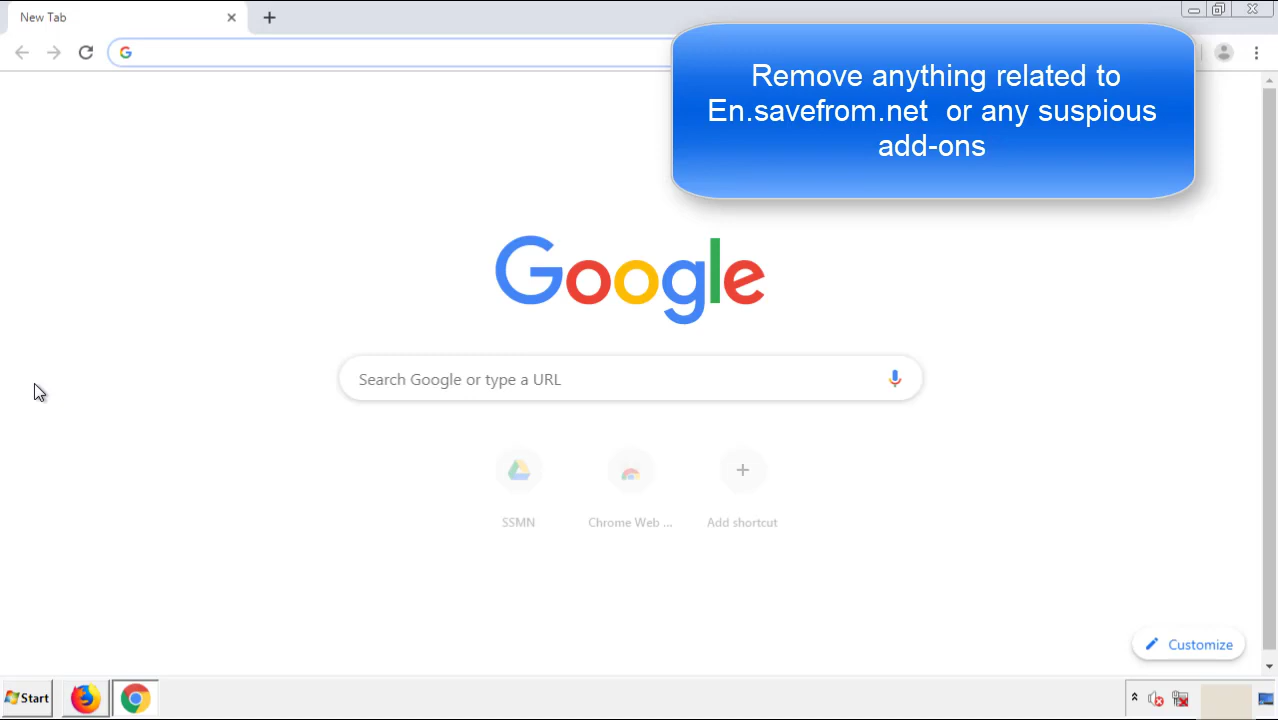 New Tab
Remove anything related to
En.savefrom.net or any suspious
add-ons
Google
Search Google or type a URL
SSMN
Chrome Web ...
Add shortcut
Customize
Start